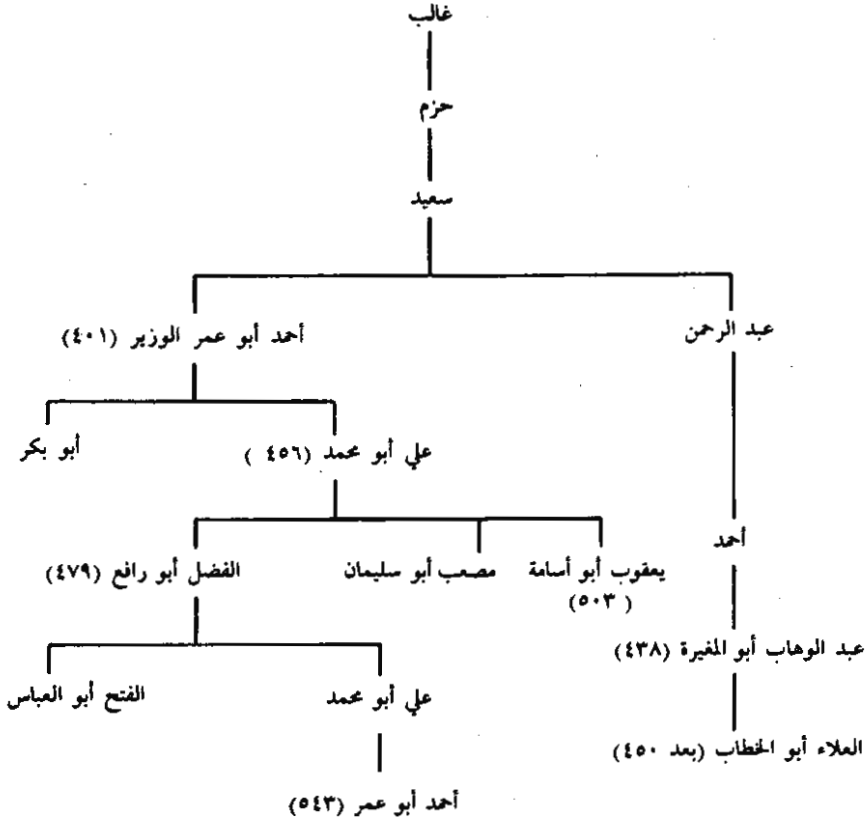 غالب
حزم
سعيد
عبد الرحمن
أحمد أبو عمر الوزير (٤٠١)
علي أبو محمد (٤٥٦ )
أبو بكر
أحمد
يعقوب أبو أسامة
(٥٠٣ )
مصعب أبو سليمان
الفضل أبو رافع (٤٧٩)
عبد الوهاب أبو المغيرة (٤٣٨)
علي أبو محمد
الفتح أبو العباس
العلاء أبو الخطاب (بعد ٤٥٠)
أحمد أبو عمر (٥٤٣)